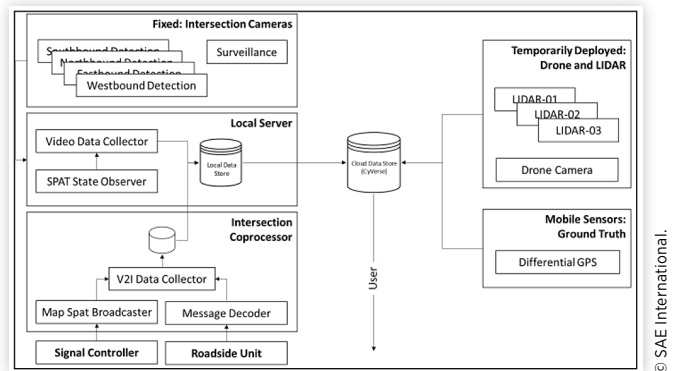 Fixed: Intersection Cameras
Southbound Detection
Northbound Detection
Eastbound Detection
Westbound Detection
Surveillance
Local Server
Video Data Collector
SPAT State Observer
Local Data
Store
Intersection
Coprocessor
V2I Data Collector
Map Spat Broadcaster
Message Decoder
Signal Controller
Roadside Unit
Cloud Data Store
[CyVerse]
User
Temporarily Deployed:
Drone and LIDAR
LIDAR-01
LIDAR-02
LIDAR-03
Drone Camera
Mobile Sensors:
Ground Truth
Differential GPS
© SAE International.